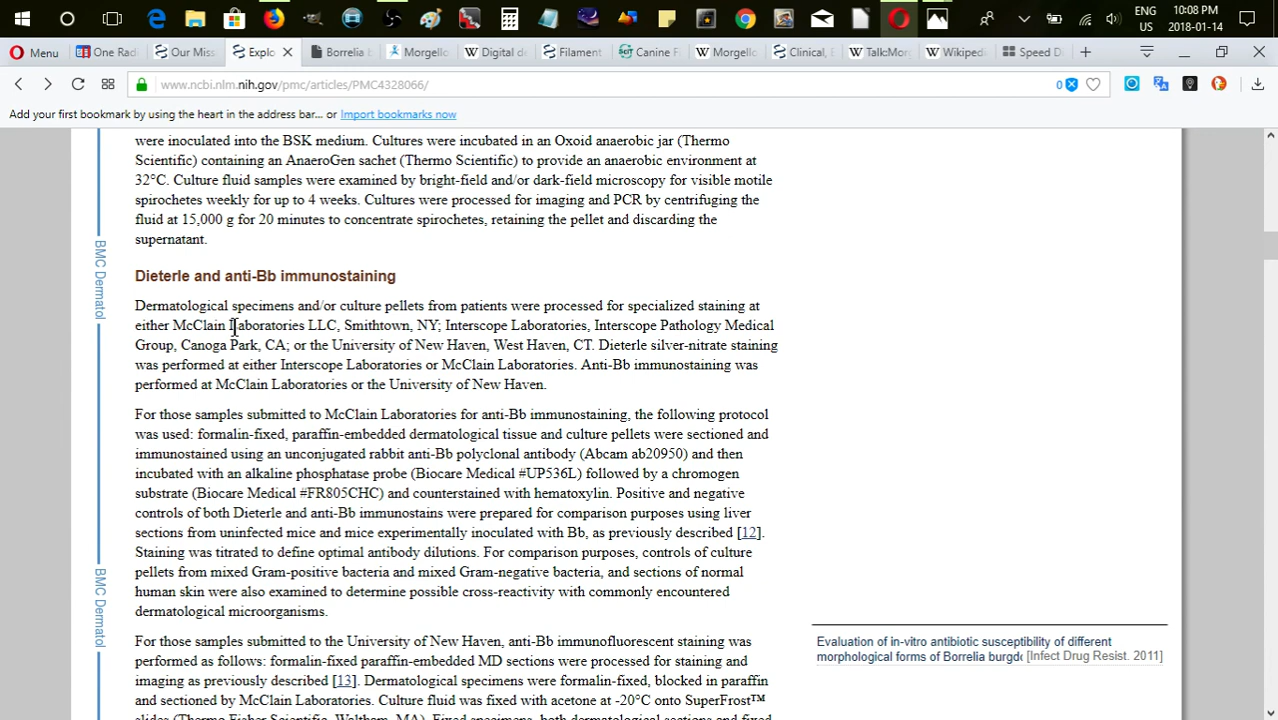 ENG
US
10:08 PM
2018-01-14
Menu
One Rad
Our Miss
Explo
Borrelia b
Morgello
Digital de
Filament
Canine F
Morgello
Clinical, E
TalkMor
Wikiped
Speed D
www.ncbi.nlm.nih.gov/pmc/articles/PMC4328066/
0
Add your first bookmark by using the heart in the address bar... or Import bookmarks now
were inoculated into the BSK medium. Cultures were incubated in an Oxoid anaerobic jar (Thermo
Scientific) containing an AnaeroGen sachet (Thermo Scientific) to provide an anaerobic environment at
32°C. Culture fluid samples were examined by bright-field and/or dark-field microscopy for visible motile
spirochetes weekly for up to 4 weeks. Cultures were processed for imaging and PCR by centrifuging the
fluid at 15,000 g for 20 minutes to concentrate spirochetes, retaining the pellet and discarding the
supernatant.
BMC Dermatol
Dieterle and anti-Bb immunostaining
Dermatological specimens and/or culture pellets from patients were processed for specialized staining at
either McClain Laboratories LLC, Smithtown, NY; Interscope Laboratories, Interscope Pathology Medical
Group, Canoga Park, CA; or the University of New Haven, West Haven, CT. Dieterle silver-nitrate staining
was performed at either Interscope Laboratories or McClain Laboratories. Anti-Bb immunostaining was
performed at McClain Laboratories or the University of New Haven.
For those samples submitted to McClain Laboratories for anti-Bb immunostaining, the following protocol
was used: formalin-fixed, paraffin-embedded dermatological tissue and culture pellets were sectioned and
immunostained using an unconjugated rabbit anti-Bb polyclonal antibody (Abcam ab20950) and then
incubated with an alkaline phosphatase probe (Biocare Medical #UP536L) followed by a chromogen
substrate (Biocare Medical #FR805CHC) and counterstained with hematoxylin. Positive and negative
controls of both Dieterle and anti-Bb immunostains were prepared for comparison purposes using liver
sections from uninfected mice and mice experimentally inoculated with Bb, as previously described [12].
Staining was titrated to define optimal antibody dilutions. For comparison purposes, controls of culture
pellets from mixed Gram-positive bacteria and mixed Gram-negative bacteria, and sections of normal
human skin were also examined to determine possible cross-reactivity with commonly encountered
dermatological microorganisms.
BMC Dermatol
For those samples submitted to the University of New Haven, anti-Bb immunofluorescent staining was
performed as follows: formalin-fixed paraffin-embedded MD sections were processed for staining and
imaging as previously described [13]. Dermatological specimens were formalin-fixed, blocked in paraffin
and sectioned by McClain Laboratories. Culture fluid was fixed with acetone at -20°C onto SuperFrost™
slides (Thermo Fisher Scientific, Waltham, MA). Fixed specimens, both dermatological sections and fixed
Evaluation of in-vitro antibiotic susceptibility of different
morphological forms of Borrelia burgdo [Infect Drug Resist. 2011]